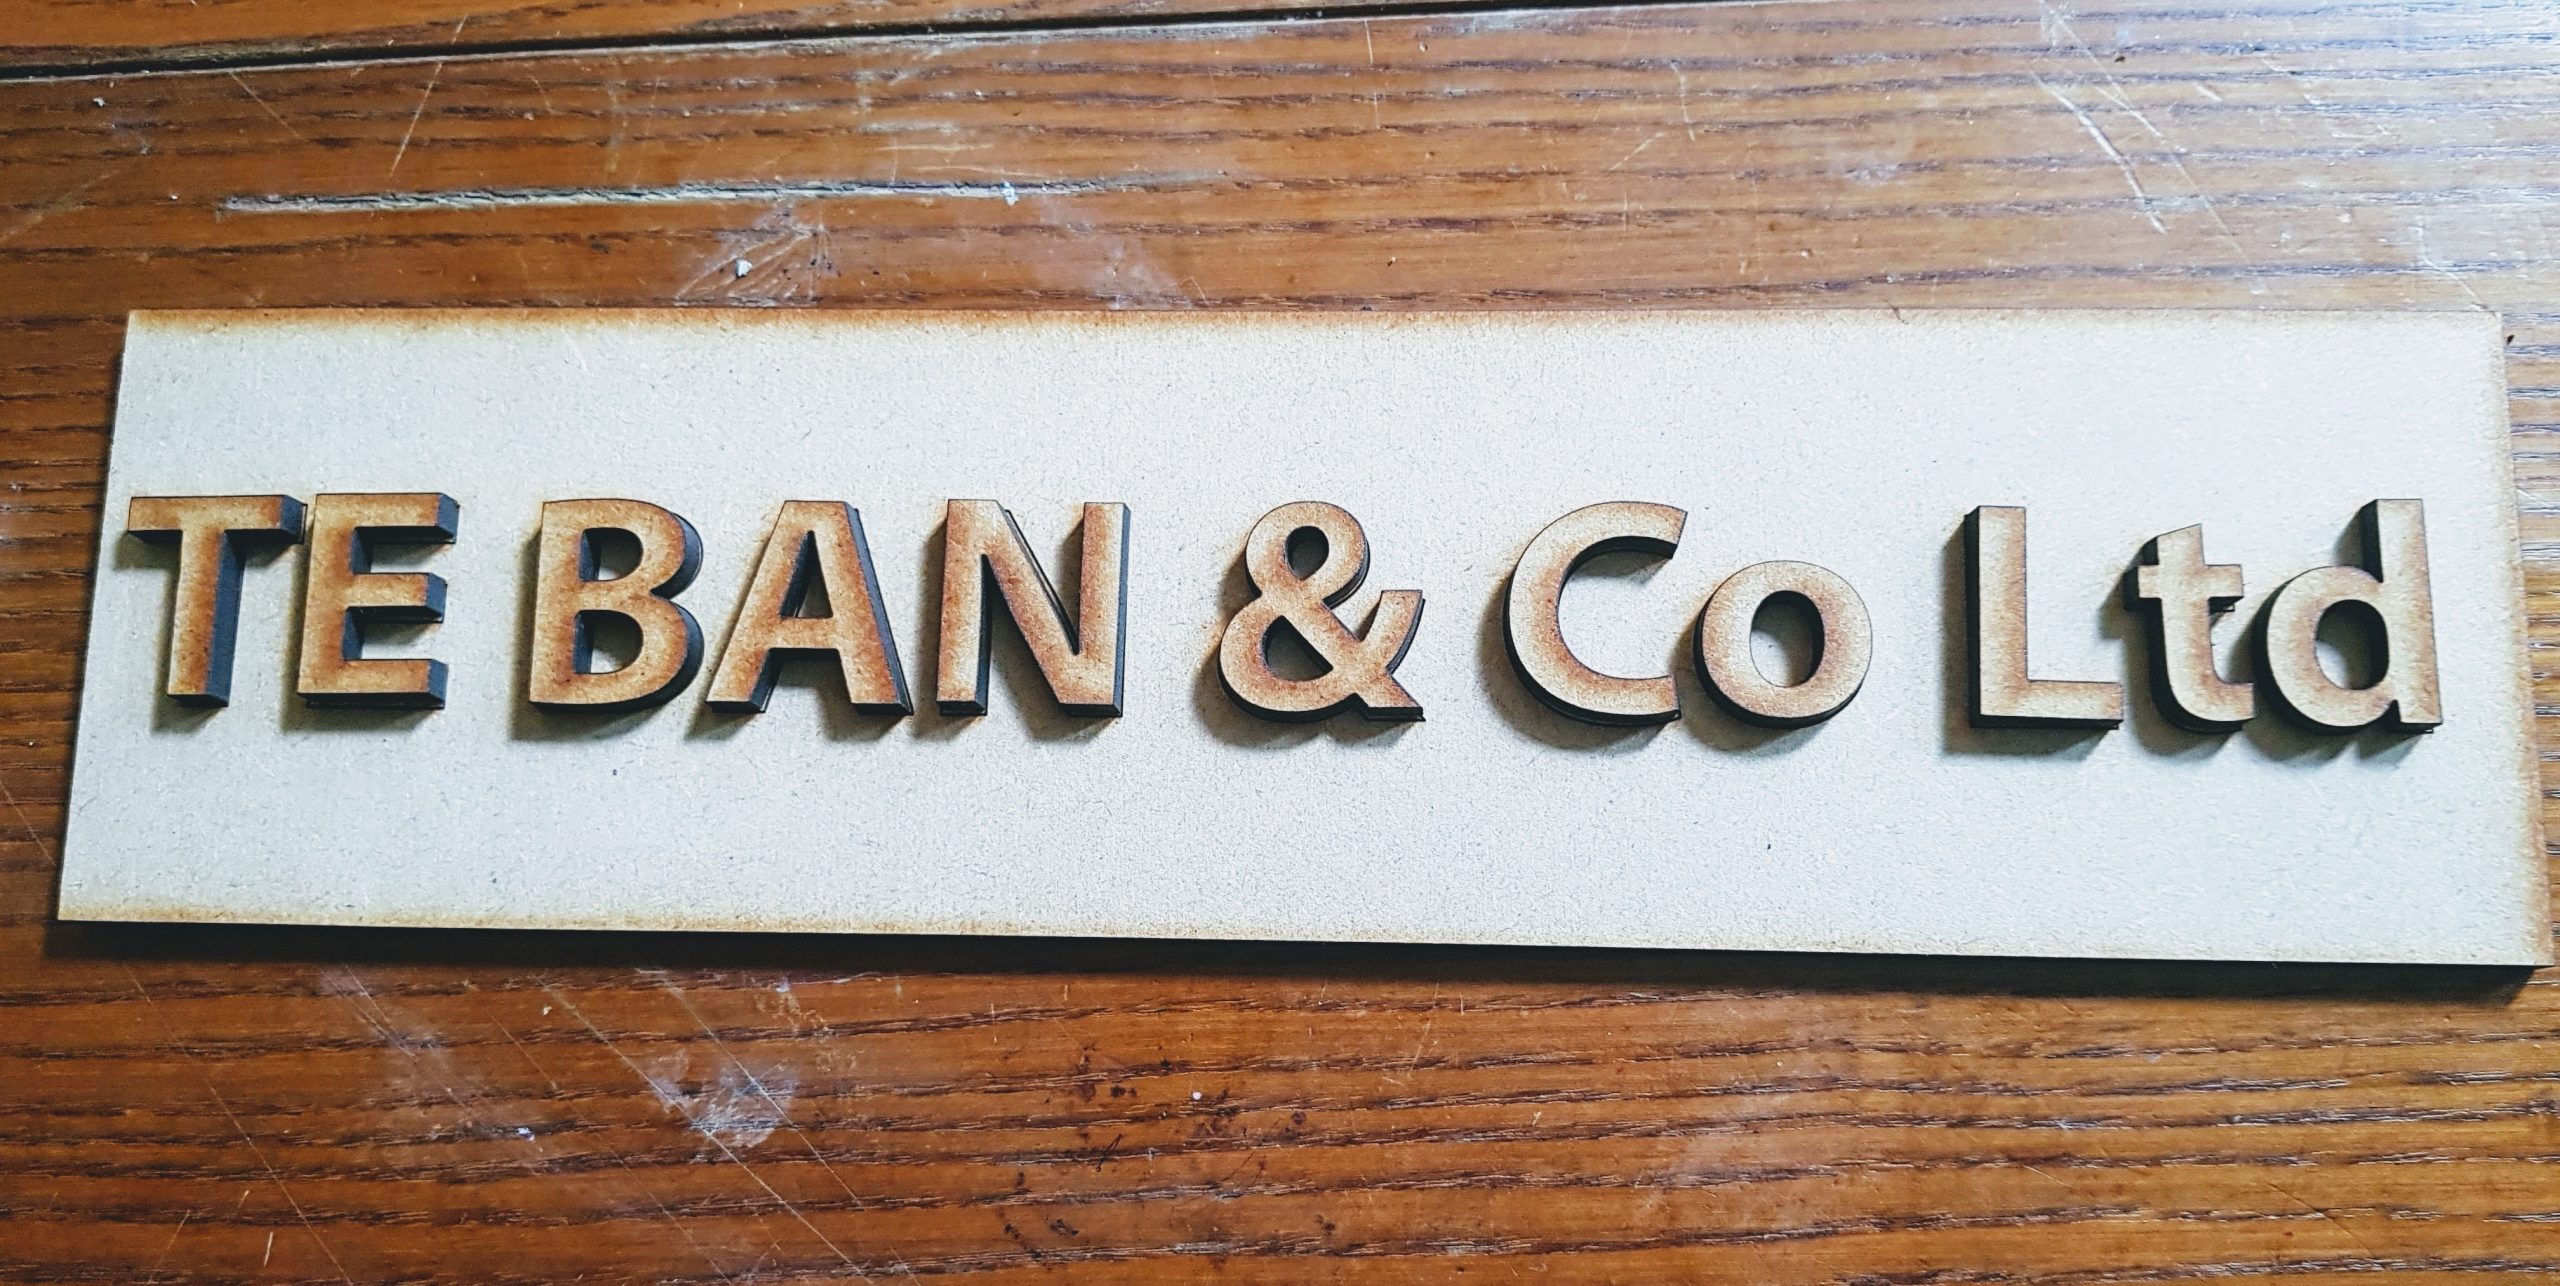 TE BAN & Co Ltd